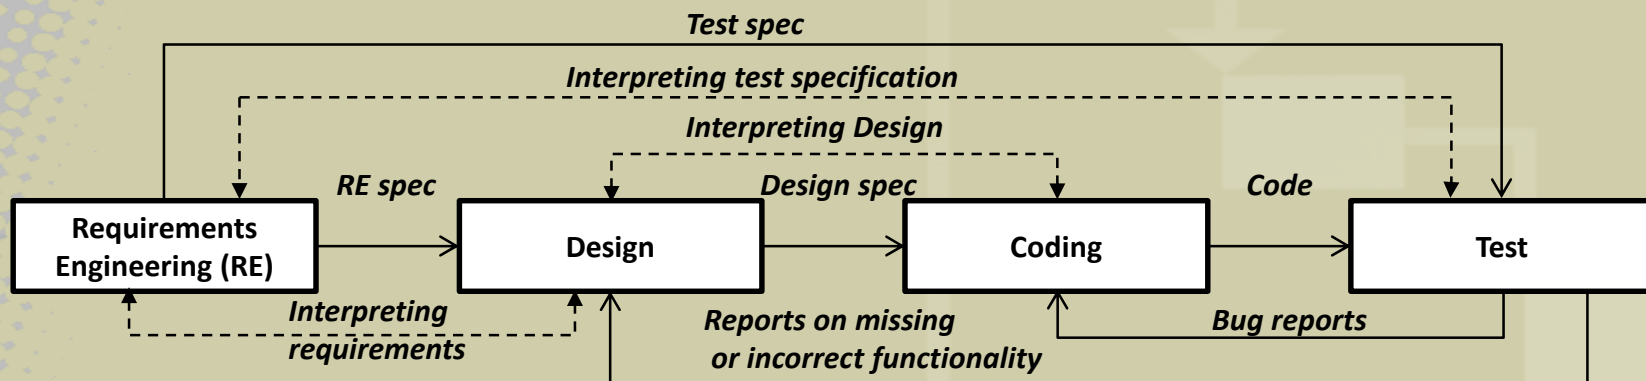 Test spec
Interpreting test specification
Interpreting Design
RE spec
Design spec
Code
Requirements
Engineering (RE)
Design
Coding
Test
Interpreting
requirements
Reports on missing
or incorrect functionality
Bug reports